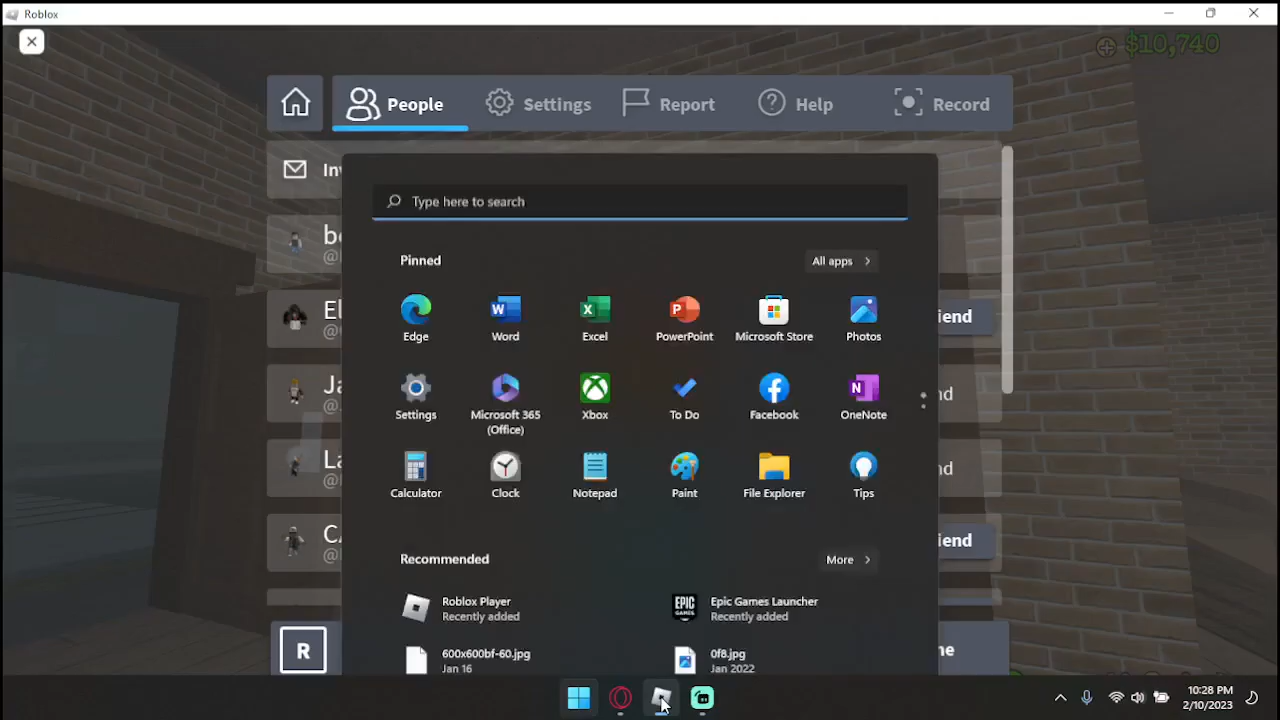 Roblox
$10,740
People
Settings
Report
Help
Record
Type here to search
Pinned
All apps
Edge
Word
Excel
PowerPoint
Microsoft Store
Photos
Settings
Microsoft 365
(Office)
Xbox
To Do
Facebook
OneNote
Calculator
Clock
Notepad
Paint
File Explorer
Tips
Recommended
More
Roblox Player
Recently added
Epic Games Launcher
Recently added
600x600bf-60.jpg
Jan 16
0f8.jpg
Jan 2022
R
10:28 PM
2/10/2023